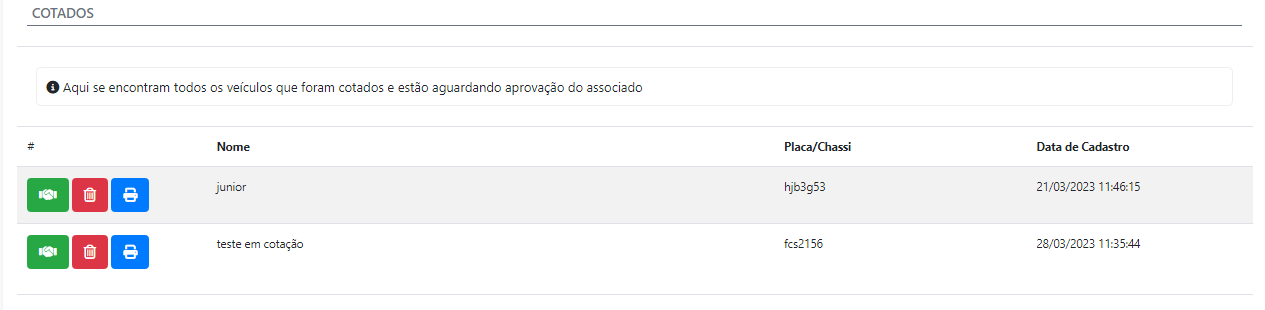 COTADOS
Aqui se encontram todos os veículos que foram cotados e estão aguardando aprovação do associado
# Nome Placa/Chassi Data de Cadastro
junior hjb3g53 21/03/2023 11:46:15
teste em cotação fcs2156 28/03/2023 11:35:44